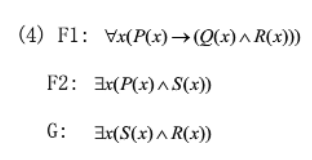 (4) F1: ∀x(P(x)→(Q(x)∧R(x)))
F2: ∃x(P(x)∧S(x))
G: ∃x(S(x)∧R(x))